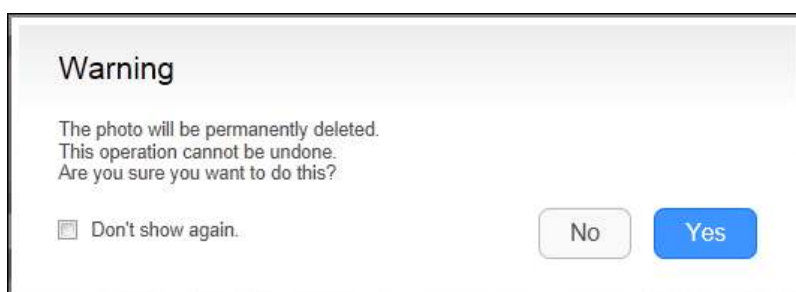 Warning
The photo will be permanently deleted.
This operation cannot be undone.
Are you sure you want to do this?
Don't show again.
No
Yes